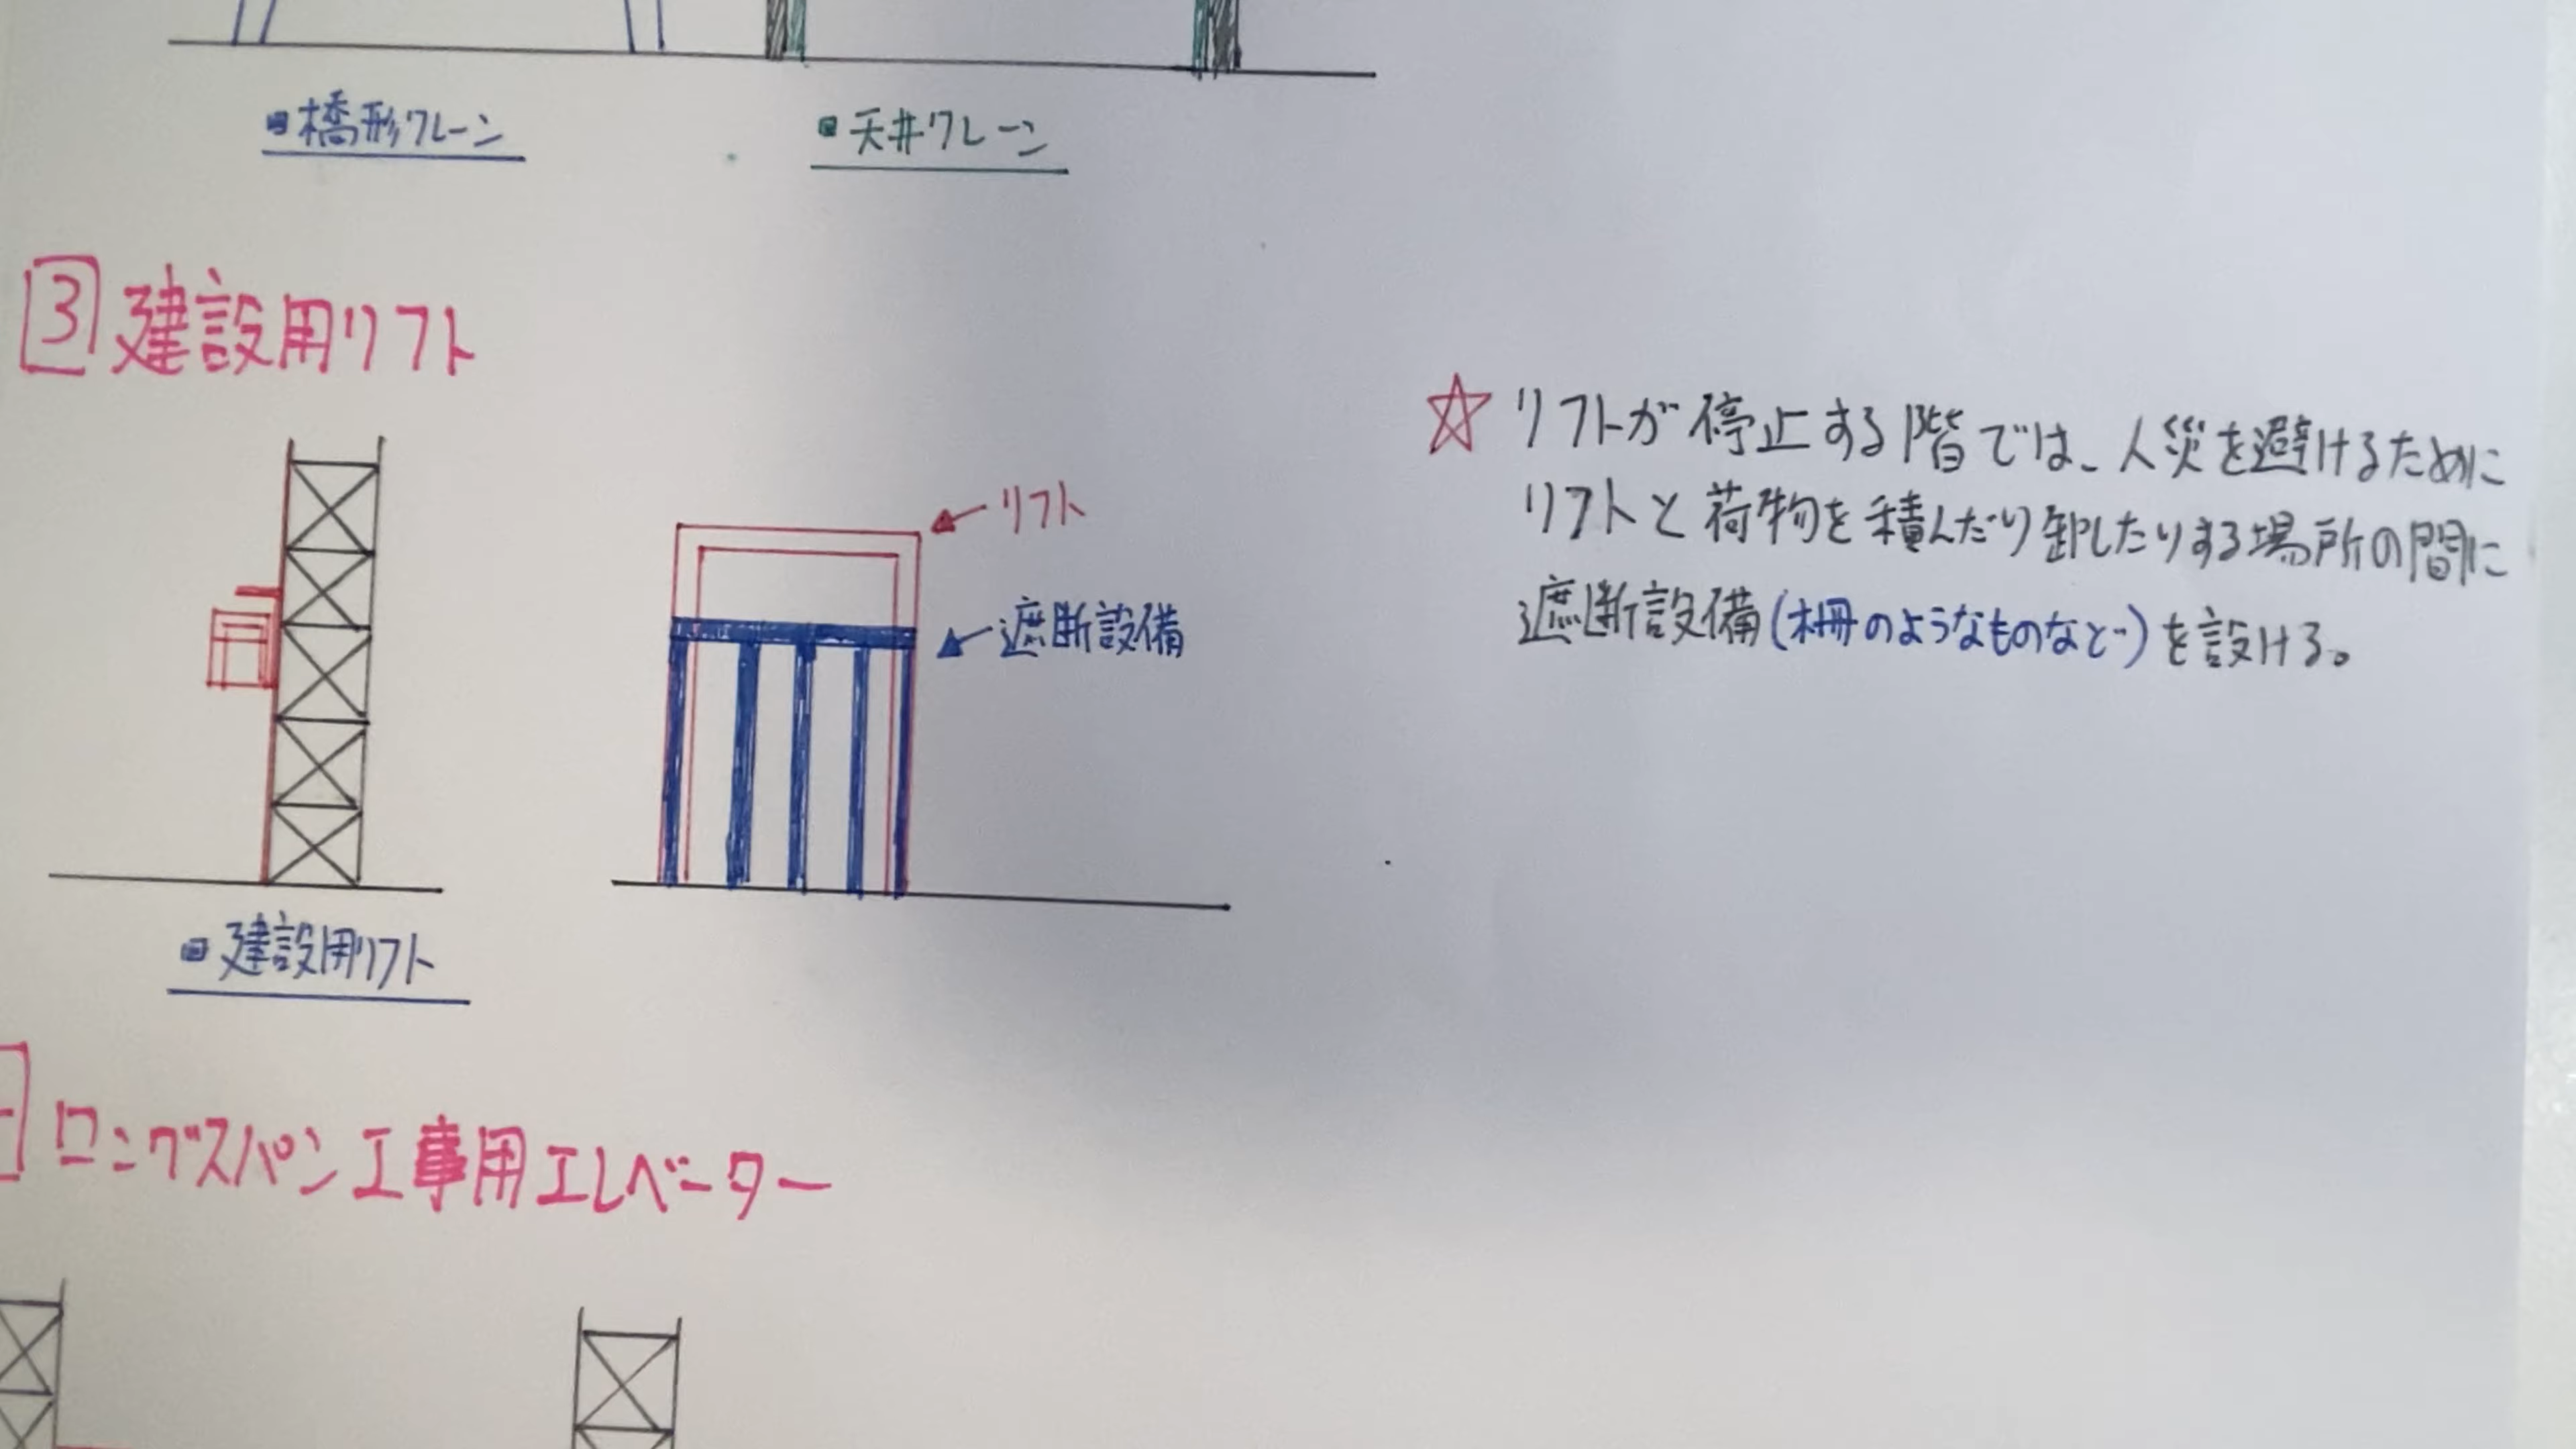 ■橋形クレーン
■天井クレーン
3 建設用リフト
リフト
遮断設備
☆リフトが停止する階では、人災を避けるために
リフトと荷物を積んだり卸したりする場所の間に
遮断設備(柵のようなものなど)を設ける。
■建設用リフト
ロングスパン工事用エレベーター